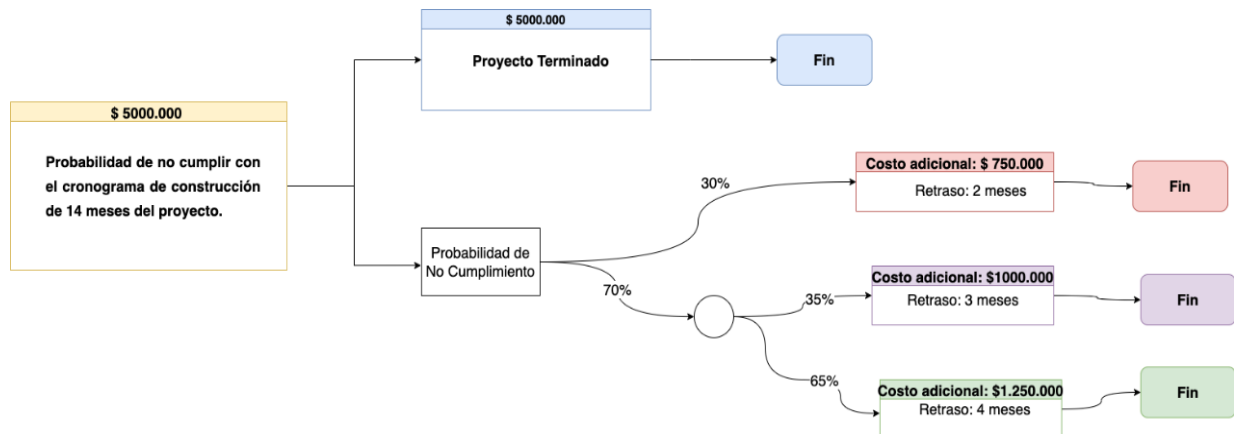 $ 5000.000
Probabilidad de no cumplir con
el cronograma de construcción
de 14 meses del proyecto.
$ 5000.000
Proyecto Terminado
Fin
Probabilidad de
No Cumplimiento
30%
Costo adicional: $ 750.000
Retraso: 2 meses
Fin
70%
35%
Costo adicional: $1000.000
Retraso: 3 meses
Fin
65%
Costo adicional: $1.250.000
Retraso: 4 meses
Fin